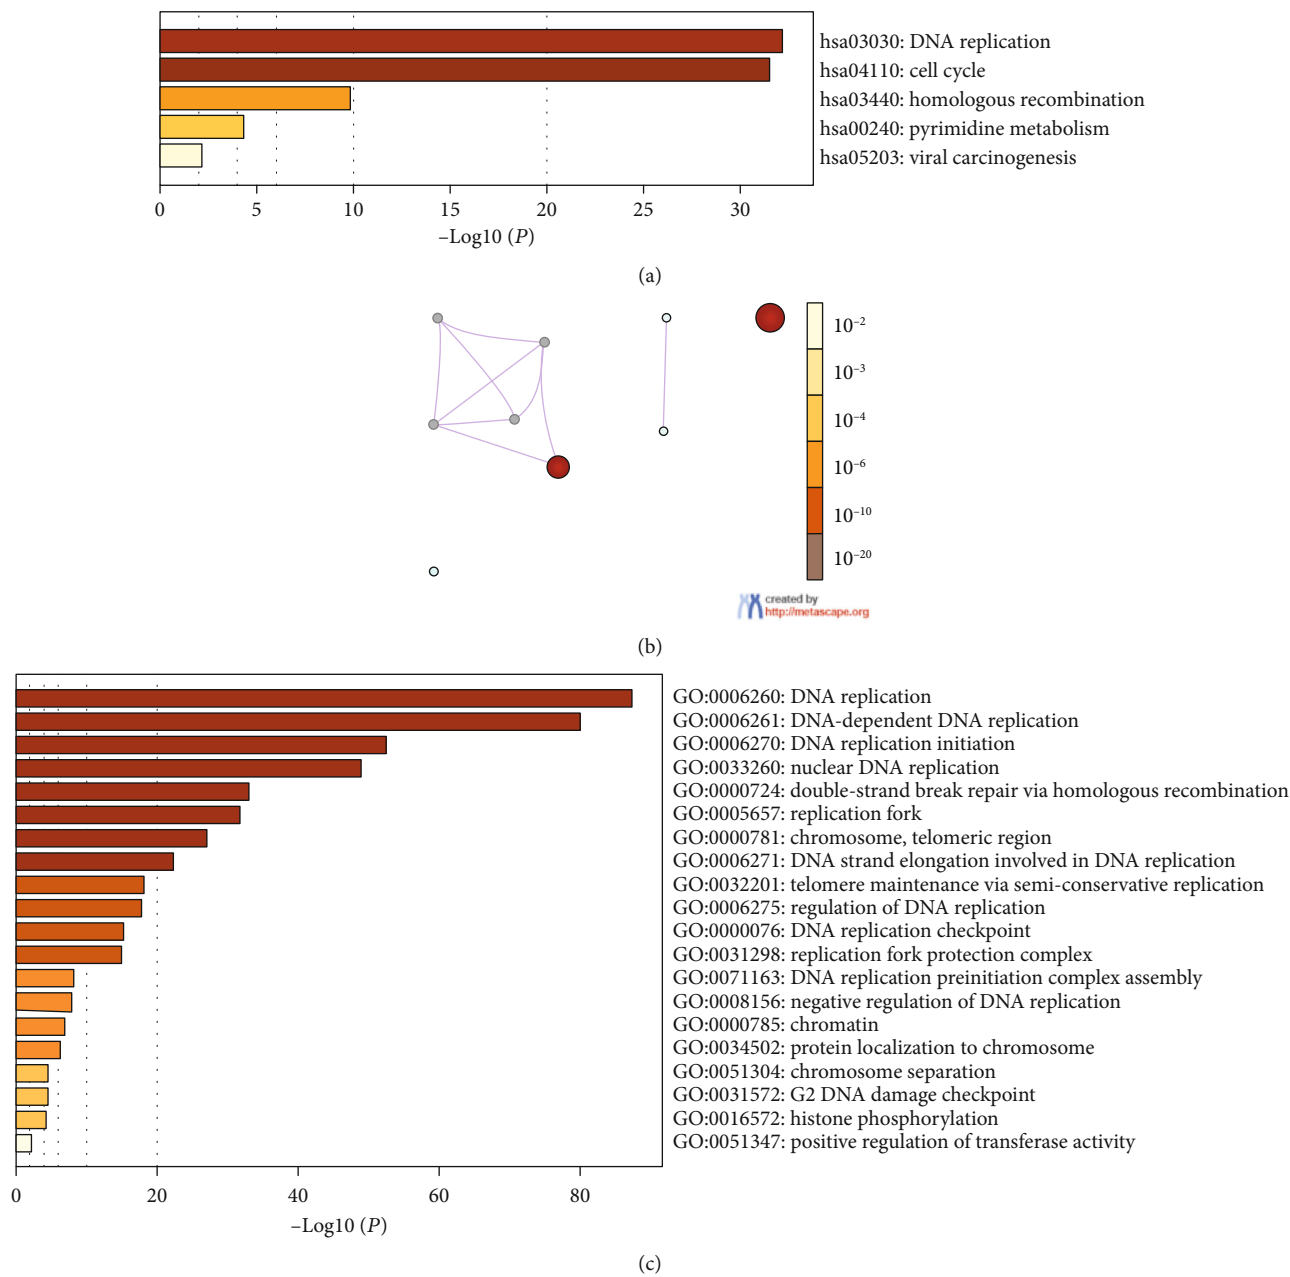 hsa03030: DNA replication
hsa04110: cell cycle
hsa03440: homologous recombination
hsa00240: pyrimidine metabolism
hsa05203: viral carcinogenesis
0 5 10 15 20 25 30
–Log10 (P)
(a)
10–2
10–3
10–4
10–6
10–10
10–20
created by
http://metascape.org
(b)
GO:0006260: DNA replication
GO:0006261: DNA-dependent DNA replication
GO:0006270: DNA replication initiation
GO:0033260: nuclear DNA replication
GO:0000724: double-strand break repair via homologous recombination
GO:0005657: replication fork
GO:0000781: chromosome, telomeric region
GO:0006271: DNA strand elongation involved in DNA replication
GO:0032201: telomere maintenance via semi-conservative replication
GO:0006275: regulation of DNA replication
GO:0000076: DNA replication checkpoint
GO:0031298: replication fork protection complex
GO:0071163: DNA replication preinitiation complex assembly
GO:0008156: negative regulation of DNA replication
GO:0000785: chromatin
GO:0034502: protein localization to chromosome
GO:0051304: chromosome separation
GO:0031572: G2 DNA damage checkpoint
GO:0016572: histone phosphorylation
GO:0051347: positive regulation of transferase activity
0 20 40 60 80
–Log10 (P)
(c)